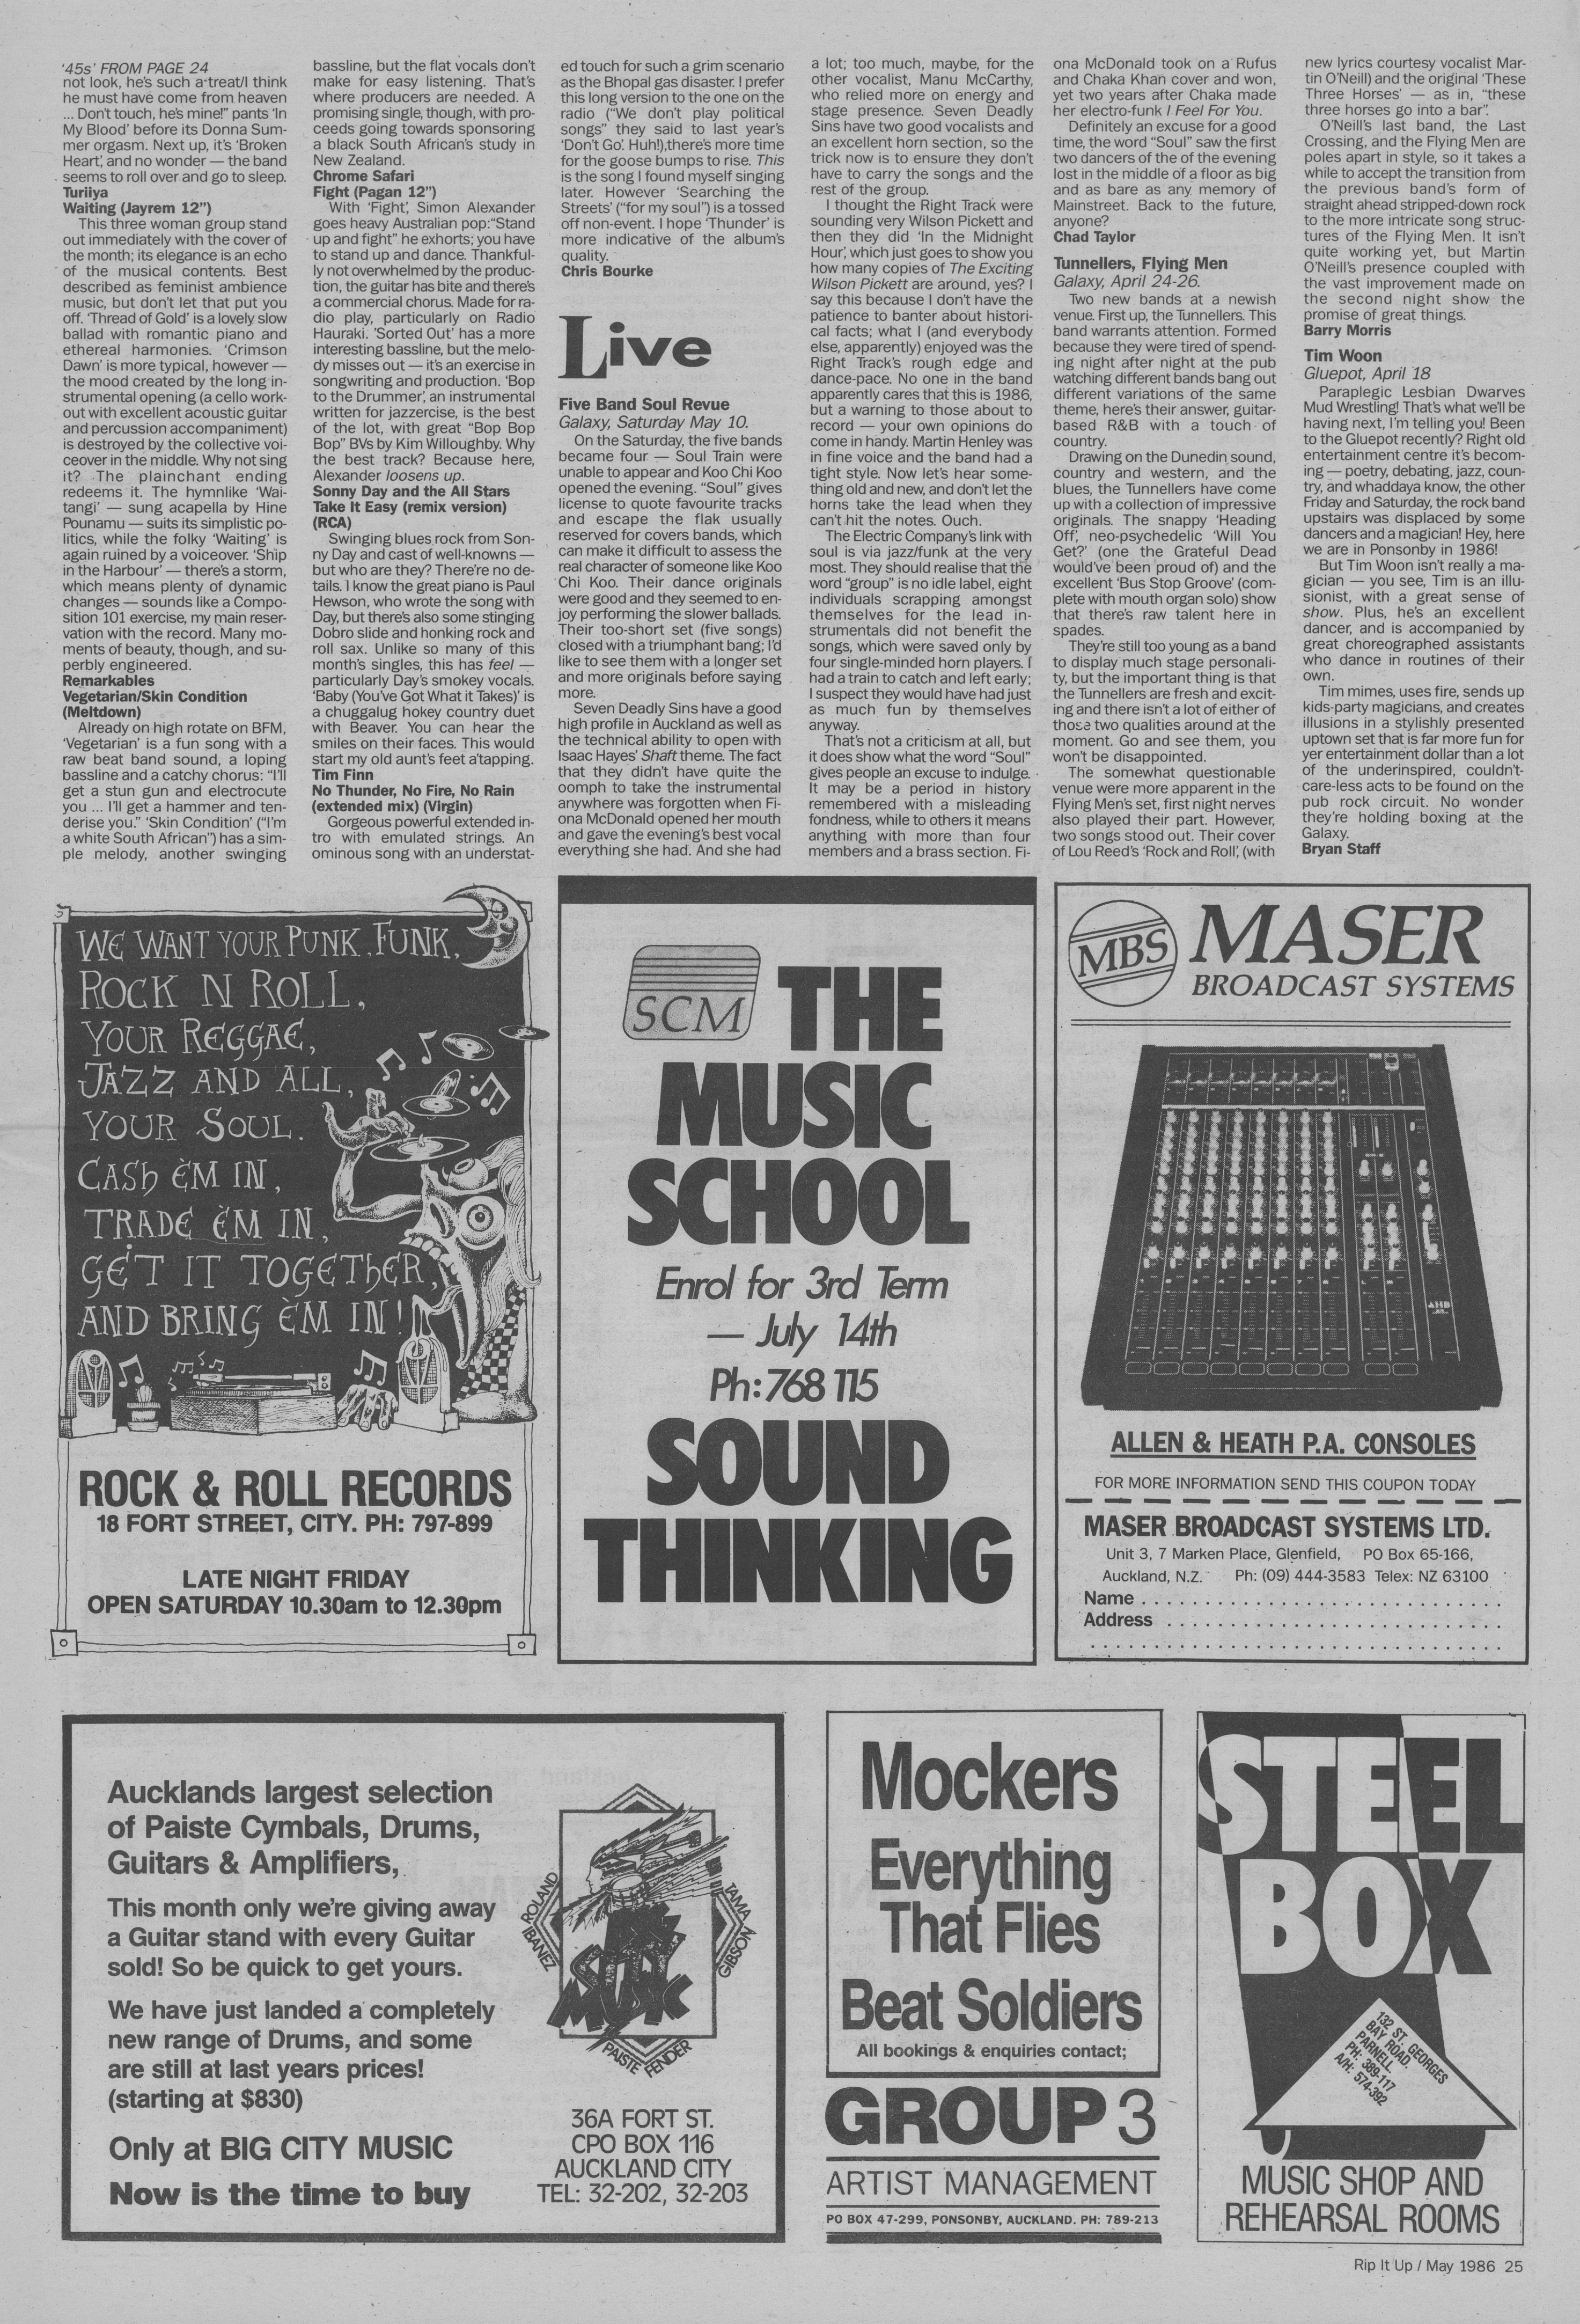 '45s' FROM PAGE 24
not look, he's such a treat/I think
he must have come from heaven
... Don't touch, he's mine!" pants 'In
My Blood' before its Donna Sum-
mer orgasm. Next up, it's 'Broken
Heart', and no wonder — the band
seems to roll over and go to sleep.
Turiiya
Waiting (Jayrem 12")
This three woman group stand
out immediately with the cover of
the month; its elegance is an echo
of the musical contents. Best
described as feminist ambience
music, but don't let that put you
off. 'Thread of Gold' is a lovely slow
ballad with romantic piano and
ethereal harmonies. 'Crimson
Dawn' is more typical, however —
the mood created by the long in-
strumental opening (a cello work-
out with excellent acoustic guitar
and percussion accompaniment)
is destroyed by the collective voi-
ceover in the middle. Why not sing
it? The plainchant ending
redeems it. The hymnlike 'Wai-
tangi' — sung acapella by Hine
Pounamu — suits its simplistic po-
litics, while the folky 'Waiting' is
again ruined by a voiceover. 'Ship
in the Harbour' — there's a storm,
which means plenty of dynamic
changes — sounds like a Compo-
sition 101 exercise, my main reser-
vation with the record. Many mo-
ments of beauty, though, and su-
perbly engineered.
Remarkables
Vegetarian/Skin Condition
(Meltdown)
Already on high rotate on BFM,
'Vegetarian' is a fun song with a
raw beat band sound, a loping
bassline and a catchy chorus: "I'll
get a stun gun and electrocute
you ... I'll get a hammer and ten-
derise you." 'Skin Condition' ("I'm
a white South African") has a sim-
ple melody, another swinging
bassline, but the flat vocals don't
make for easy listening. That's
where producers are needed. A
promising single, though, with pro-
ceeds going towards sponsoring
a black South African's study in
New Zealand.
Chrome Safari
Fight (Pagan 12")
With 'Fight', Simon Alexander
goes heavy Australian pop:"Stand
up and fight" he exhorts; you have
to stand up and dance. Thankful-
ly not overwhelmed by the produc-
tion, the guitar has bite and there's
a commercial chorus. Made for ra-
dio play, particularly on Radio
Hauraki. 'Sorted Out' has a more
interesting bassline, but the melo-
dy misses out — it's an exercise in
songwriting and production. 'Bop
to the Drummer', an instrumental
written for jazzercise, is the best
of the lot, with great "Bop Bop
Bop" BVs by Kim Willoughby. Why
the best track? Because here,
Alexander loosens up.
Sonny Day and the All Stars
Take It Easy (remix version)
(RCA)
Swinging blues rock from Son-
ny Day and cast of well-knowns —
but who are they? There're no de-
tails. I know the great piano is Paul
Hewson, who wrote the song with
Day, but there's also some stinging
Dobro slide and honking rock and
roll sax. Unlike so many of this
month's singles, this has feel —
particularly Day's smokey vocals.
'Baby (You've Got What it Takes)' is
a chuggalug hokey country duet
with Beaver. You can hear the
smiles on their faces. This would
start my old aunt's feet a'tapping.
Tim Finn
No Thunder, No Fire, No Rain
(extended mix) (Virgin)
Gorgeous powerful extended in-
tro with emulated strings. An
ominous song with an understat-
ed touch for such a grim scenario
as the Bhopal gas disaster. I prefer
this long version to the one on the
radio ("We don't play political
songs" they said to last year's
'Don't Go'. Huh!),there's more time
for the goose bumps to rise. This
is the song I found myself singing
later. However 'Searching the
Streets' ("for my soul") is a tossed
off non-event. I hope 'Thunder' is
more indicative of the album's
quality.
Chris Bourke
Live
Five Band Soul Revue
Galaxy, Saturday May 10.
On the Saturday, the five bands
became four — Soul Train were
unable to appear and Koo Chi Koo
opened the evening. "Soul" gives
license to quote favourite tracks
and escape the flak usually
reserved for covers bands, which
can make it difficult to assess the
real character of someone like Koo
Chi Koo. Their dance originals
were good and they seemed to en-
joy performing the slower ballads.
Their too-short set (five songs)
closed with a triumphant bang; I'd
like to see them with a longer set
and more originals before saying
more.
Seven Deadly Sins have a good
high profile in Auckland as well as
the technical ability to open with
Isaac Hayes' Shaft theme. The fact
that they didn't have quite the
oomph to take the instrumental
anywhere was forgotten when Fi-
ona McDonald opened her mouth
and gave the evening's best vocal
everything she had. And she had
a lot; too much, maybe, for the
other vocalist, Manu McCarthy,
who relied more on energy and
stage presence. Seven Deadly
Sins have two good vocalists and
an excellent horn section, so the
trick now is to ensure they don't
have to carry the songs and the
rest of the group.
I thought the Right Track were
sounding very Wilson Pickett and
then they did 'In the Midnight
Hour', which just goes to show you
how many copies of The Exciting
Wilson Pickett are around, yes? I
say this because I don't have the
patience to banter about histori-
cal facts; what I (and everybody
else, apparently) enjoyed was the
Right Track's rough edge and
dance-pace. No one in the band
apparently cares that this is 1986,
but a warning to those about to
record — your own opinions do
come in handy. Martin Henley was
in fine voice and the band had a
tight style. Now let's hear some-
thing old and new, and don't let the
horns take the lead when they
can't hit the notes. Ouch.
The Electric Company's link with
soul is via jazz/funk at the very
most. They should realise that the
word "group" is no idle label, eight
individuals scrapping amongst
themselves for the lead in-
strumentals did not benefit the
songs, which were saved only by
four single-minded horn players. I
had a train to catch and left early;
I suspect they would have had just
as much fun by themselves
anyway.
That's not a criticism at all, but
it does show what the word "Soul"
gives people an excuse to indulge.
It may be a period in history
remembered with a misleading
fondness, while to others it means
anything with more than four
members and a brass section. Fi-
ona McDonald took on a Rufus
and Chaka Khan cover and won,
yet two years after Chaka made
her electro-funk I Feel For You.
Definitely an excuse for a good
time, the word "Soul" saw the first
two dancers of the of the evening
lost in the middle of a floor as big
and as bare as any memory of
Mainstreet. Back to the future,
anyone?
Chad Taylor
Tunnellers, Flying Men
Galaxy, April 24-26.
Two new bands at a newish
venue. First up, the Tunnellers. This
band warrants attention. Formed
because they were tired of spend-
ing night after night at the pub
watching different bands bang out
different variations of the same
theme, here's their answer, guitar-
based R&B with a touch of
country.
Drawing on the Dunedin sound,
country and western, and the
blues, the Tunnellers have come
up with a collection of impressive
originals. The snappy 'Heading
Off', neo-psychedelic 'Will You
Get?' (one the Grateful Dead
would've been proud of) and the
excellent 'Bus Stop Groove' (com-
plete with mouth organ solo) show
that there's raw talent here in
spades.
They're still too young as a band
to display much stage personali-
ty, but the important thing is that
the Tunnellers are fresh and excit-
ing and there isn't a lot of either of
those two qualities around at the
moment. Go and see them, you
won't be disappointed.
The somewhat questionable
venue were more apparent in the
Flying Men's set, first night nerves
also played their part. However,
two songs stood out. Their cover
of Lou Reed's 'Rock and Roll', (with
new lyrics courtesy vocalist Mar-
tin O'Neill) and the original 'These
Three Horses' — as in, "these
three horses go into a bar".
O'Neill's last band, the Last
Crossing, and the Flying Men are
poles apart in style, so it takes a
while to accept the transition from
the previous band's form of
straight ahead stripped-down rock
to the more intricate song struc-
tures of the Flying Men. It isn't
quite working yet, but Martin
O'Neill's presence coupled with
the vast improvement made on
the second night show the
promise of great things.
Barry Morris
Tim Woon
Gluepot, April 18
Paraplegic Lesbian Dwarves
Mud Wrestling! That's what we'll be
having next, I'm telling you! Been
to the Gluepot recently? Right old
entertainment centre it's becom-
ing — poetry, debating, jazz, coun-
try, and whaddaya know, the other
Friday and Saturday, the rock band
upstairs was displaced by some
dancers and a magician! Hey, here
we are in Ponsonby in 1986!
But Tim Woon isn't really a ma-
gician — you see, Tim is an illu-
sionist, with a great sense of
show. Plus, he's an excellent
dancer, and is accompanied by
great choreographed assistants
who dance in routines of their
own.
Tim mimes, uses fire, sends up
kids-party magicians, and creates
illusions in a stylishly presented
uptown set that is far more fun for
yer entertainment dollar than a lot
of the underinspired, couldn't-
care-less acts to be found on the
pub rock circuit. No wonder
they're holding boxing at the
Galaxy.
Bryan Staff
WE WANT YOUR PUNK, FUNK,
ROCK N ROLL,
YOUR REGGAE,
JAZZ AND ALL,
YOUR SOUL.
CASH 'EM IN,
TRADE 'EM IN,
GET IT TOGETHER,
AND BRING 'EM IN!
ROCK & ROLL RECORDS
18 FORT STREET, CITY. PH: 797-899
LATE NIGHT FRIDAY
OPEN SATURDAY 10.30am to 12.30pm
SCM
THE
MUSIC
SCHOOL
Enrol for 3rd Term
— July 14th
Ph: 768 115
SOUND
THINKING
MBS MASER
BROADCAST SYSTEMS
AHB
ALLEN & HEATH P.A. CONSOLES
FOR MORE INFORMATION SEND THIS COUPON TODAY
MASER BROADCAST SYSTEMS LTD.
Unit 3, 7 Marken Place, Glenfield, PO Box 65-166,
Auckland, N.Z. Ph: (09) 444-3583 Telex: NZ 63100
Name
Address
Aucklands largest selection
of Paiste Cymbals, Drums,
Guitars & Amplifiers,
This month only we're giving away
a Guitar stand with every Guitar
sold! So be quick to get yours.
We have just landed a completely
new range of Drums, and some
are still at last years prices!
(starting at $830)
Only at BIG CITY MUSIC
Now is the time to buy
ROLAND
IBANEZ
TAMA
GIBSON
BIG CITY MUSIC
PAISTE FENDER
36A FORT ST.
CPO BOX 116
AUCKLAND CITY
TEL: 32-202, 32-203
Mockers
Everything
That Flies
Beat Soldiers
All bookings & enquiries contact;
GROUP 3
ARTIST MANAGEMENT
PO BOX 47-299, PONSONBY, AUCKLAND. PH: 789-213
STEEL
BOX
132 ST. GEORGES
BAY ROAD.
PARNELL.
PH: 389-117
A/H: 574-392
MUSIC SHOP AND
REHEARSAL ROOMS
Rip It Up / May 1986 25